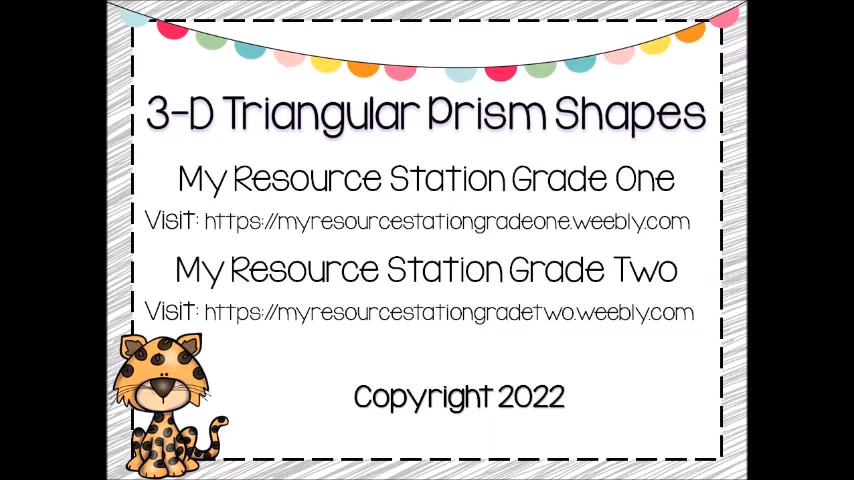 3-D Triangular Prism Shapes
My Resource Station Grade One
Visit: https://myresourcestationgradeone.weebly.com
My Resource Station Grade Two
Visit: https://myresourcestationgradetwo.weebly.com
Copyright 2022